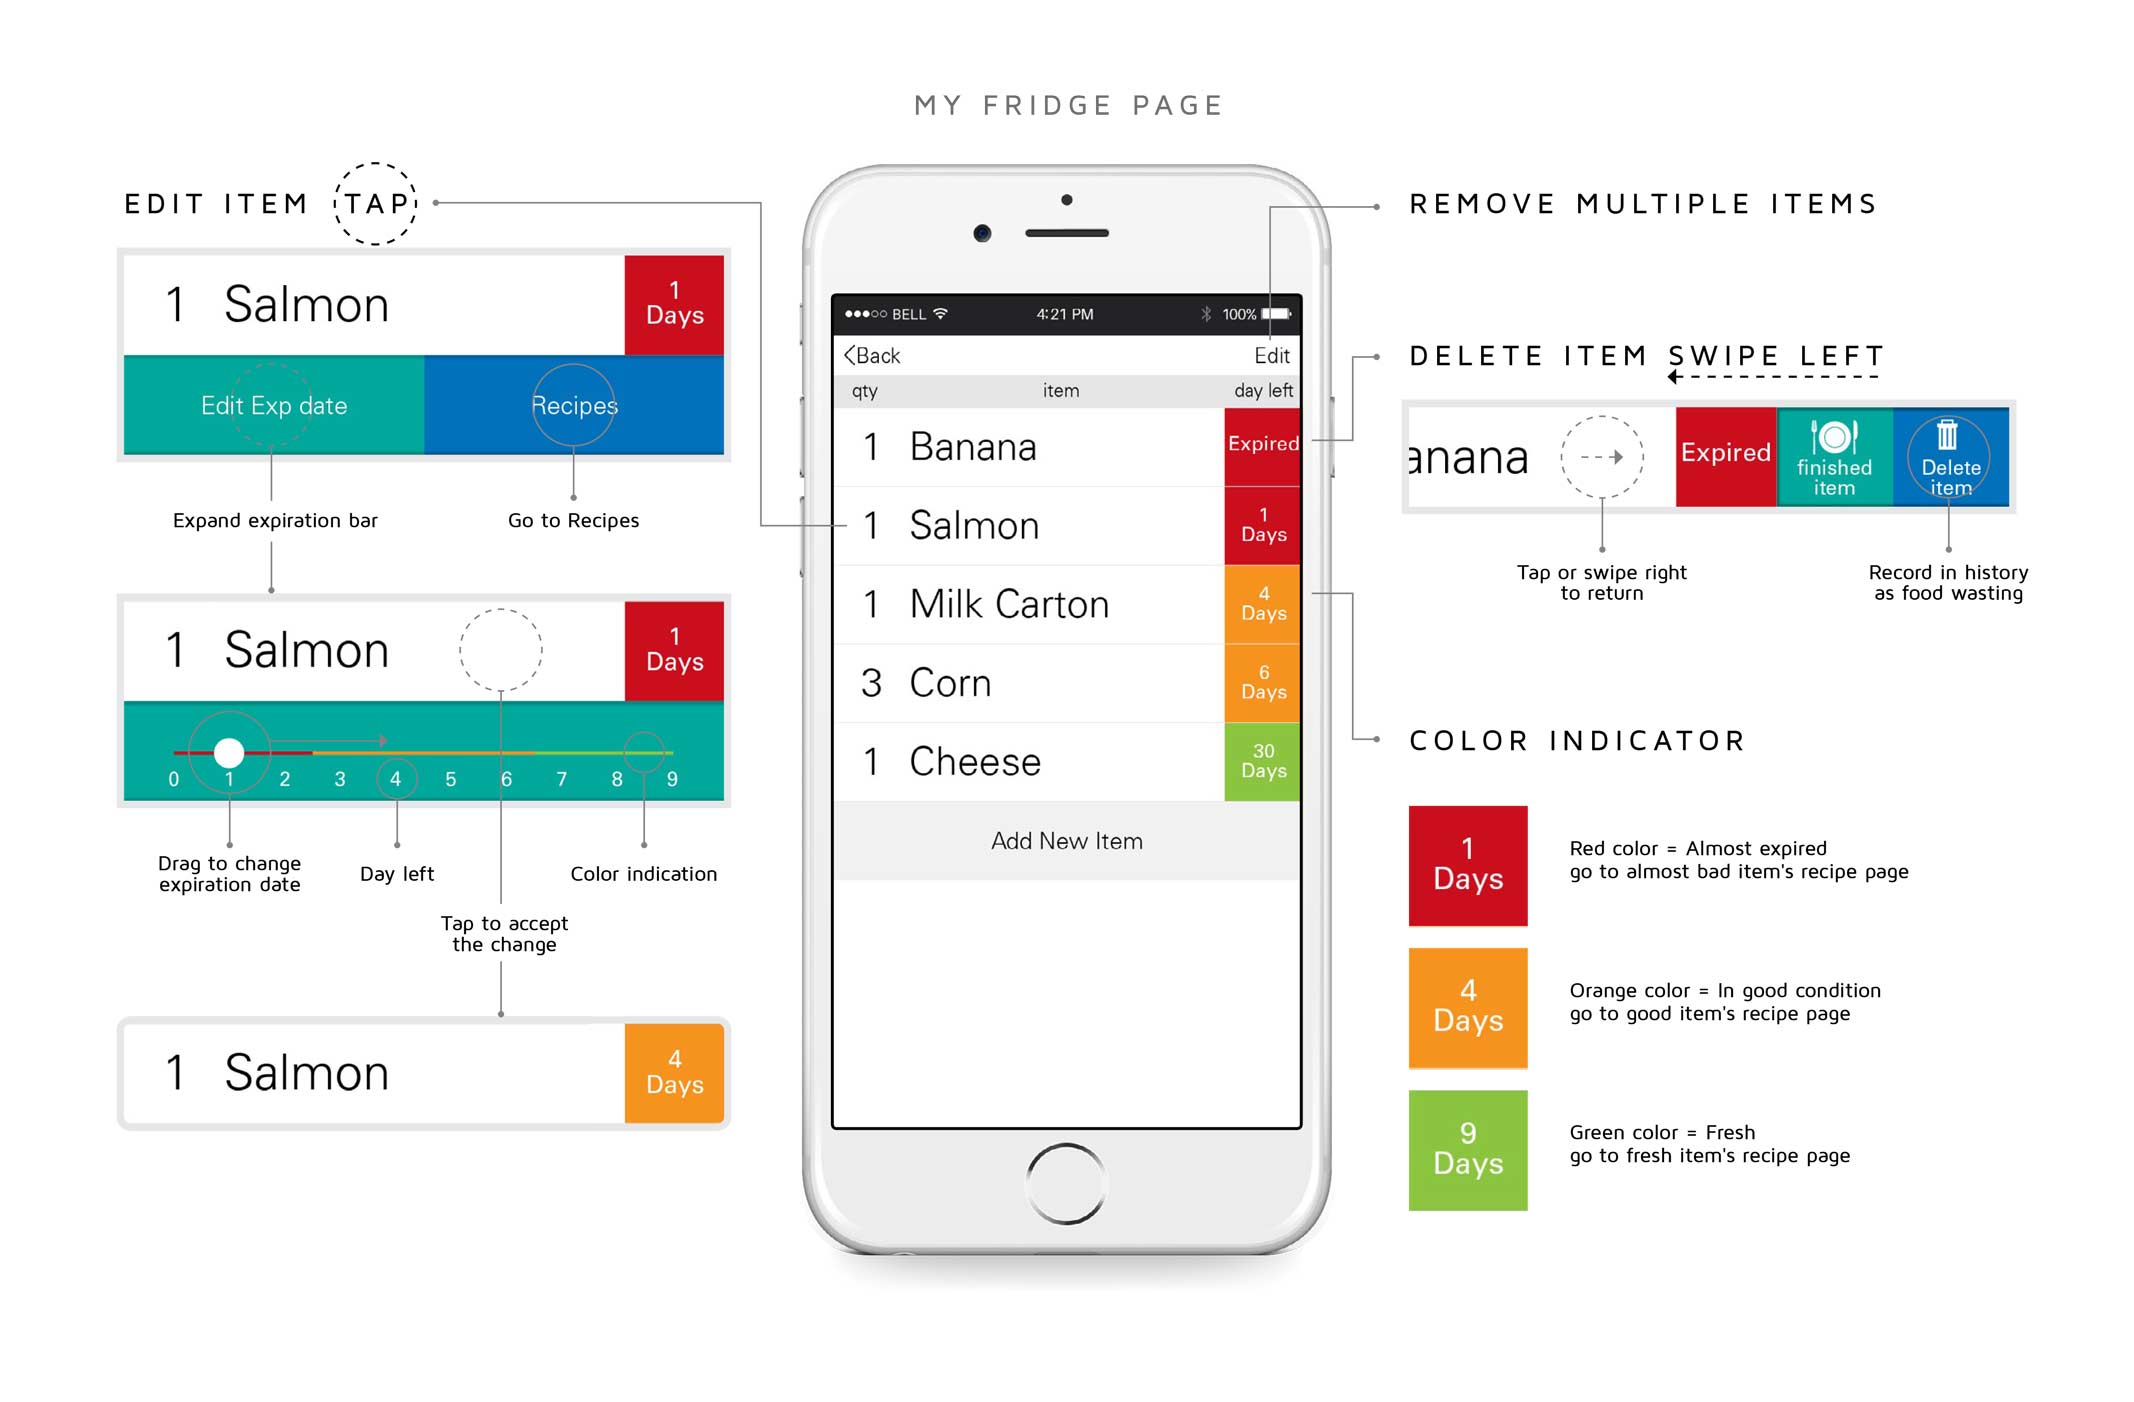 MY FRIDGE PAGE
EDIT ITEM TAP
1 Salmon 1 Days
Edit Exp date Recipes
Expand expiration bar
Go to Recipes
1 Salmon 1 Days
0 1 2 3 4 5 6 7 8 9
Drag to change
expiration date
Day left
Color indication
Tap to accept
the change
1 Salmon 4 Days
BELL 4:21 PM 100%
Back Edit
qty item day left
1 Banana Expired
1 Salmon 1 Days
1 Milk Carton 4 Days
3 Corn 6 Days
1 Cheese 30 Days
Add New Item
REMOVE MULTIPLE ITEMS
DELETE ITEM SWIPE LEFT
anana Expired
finished
item
Delete
item
Tap or swipe right
to return
Record in history
as food wasting
COLOR INDICATOR
1
Days
Red color = Almost expired
go to almost bad item's recipe page
4
Days
Orange color = In good condition
go to good item's recipe page
9
Days
Green color = Fresh
go to fresh item's recipe page